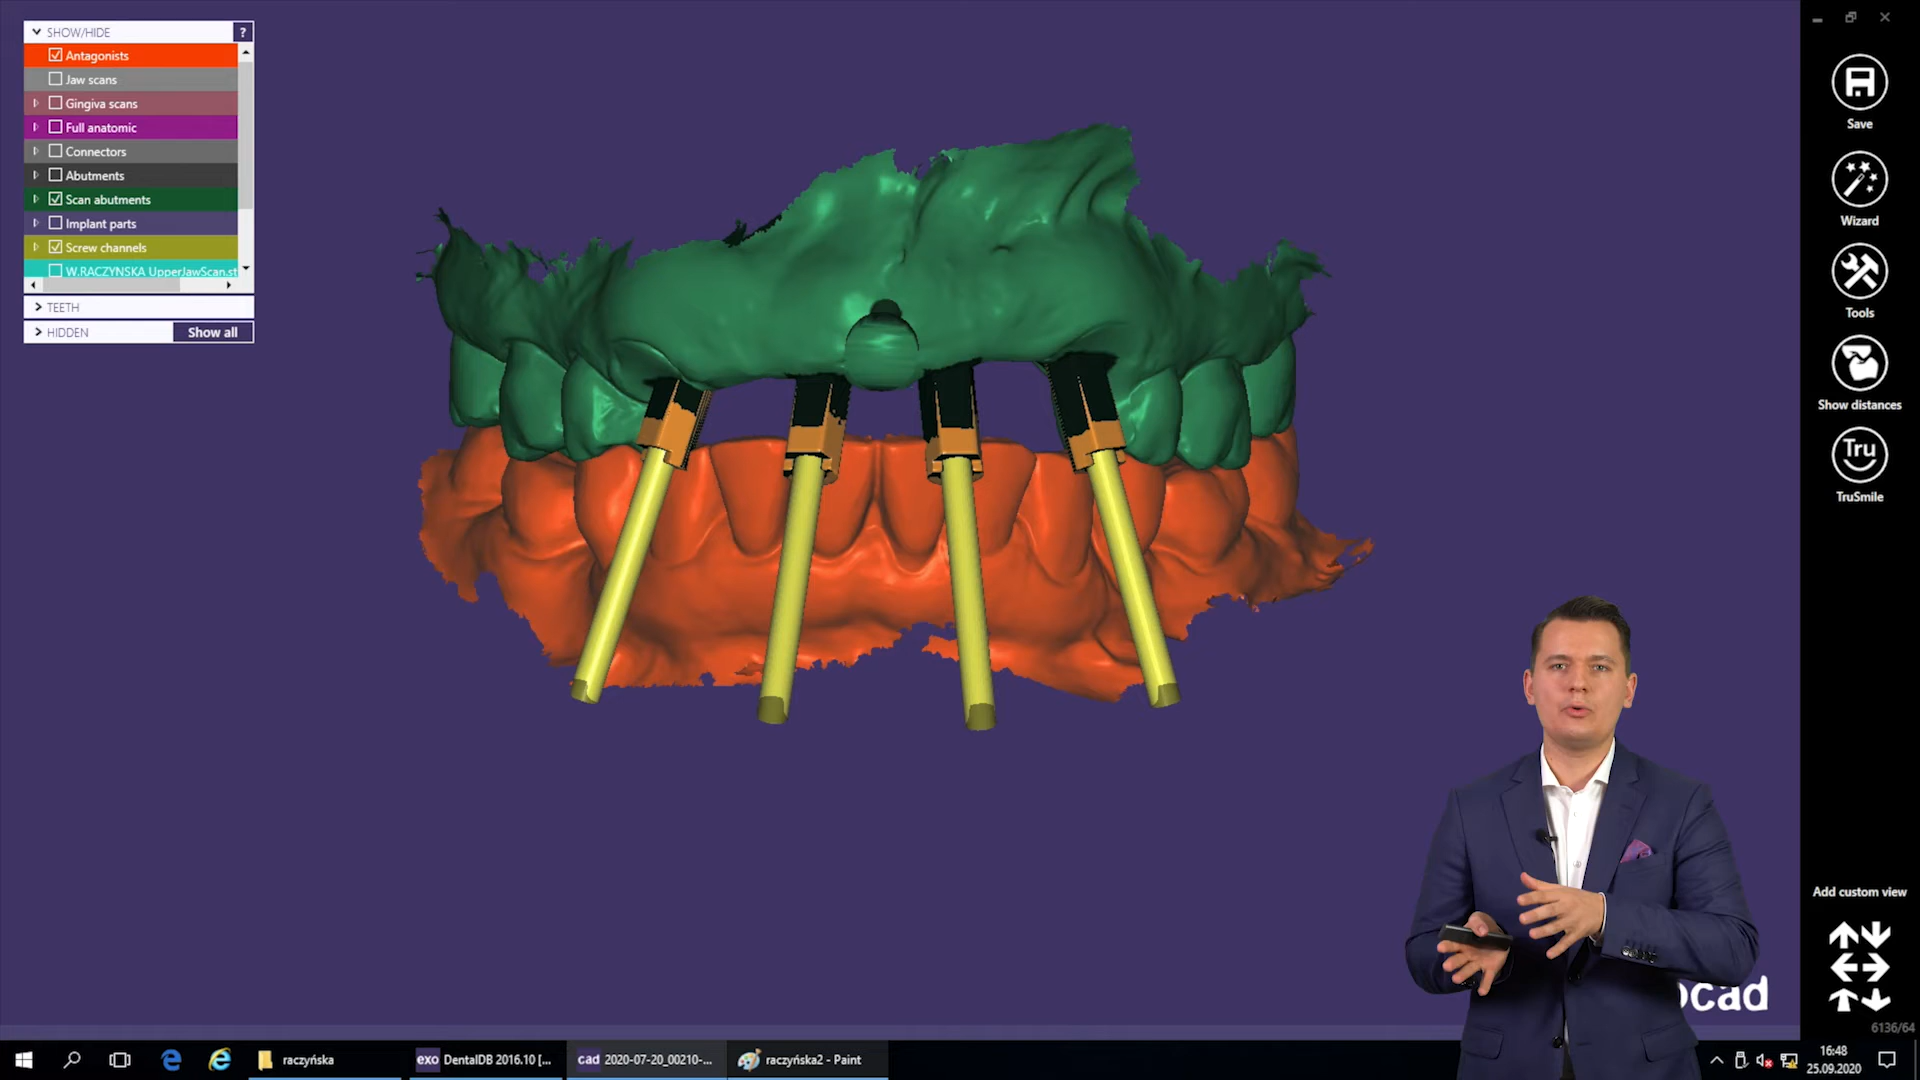 SHOW/HIDE
?
Antagonists
Jaw scans
Gingiva scans
Full anatomic
Connectors
Abutments
Scan abutments
Implant parts
Screw channels
W.RACZYNSKA UpperJawScan.st
TEETH
HIDDEN
Show all
Save
Wizard
Tools
Show distances
Tru
TruSmile
Add custom view
ocad
6136/64
raczyńska
exo DentalDB 2016.10 [...
cad 2020-07-20_00210-...
raczyńska2 - Paint
16:48
25.09.2020